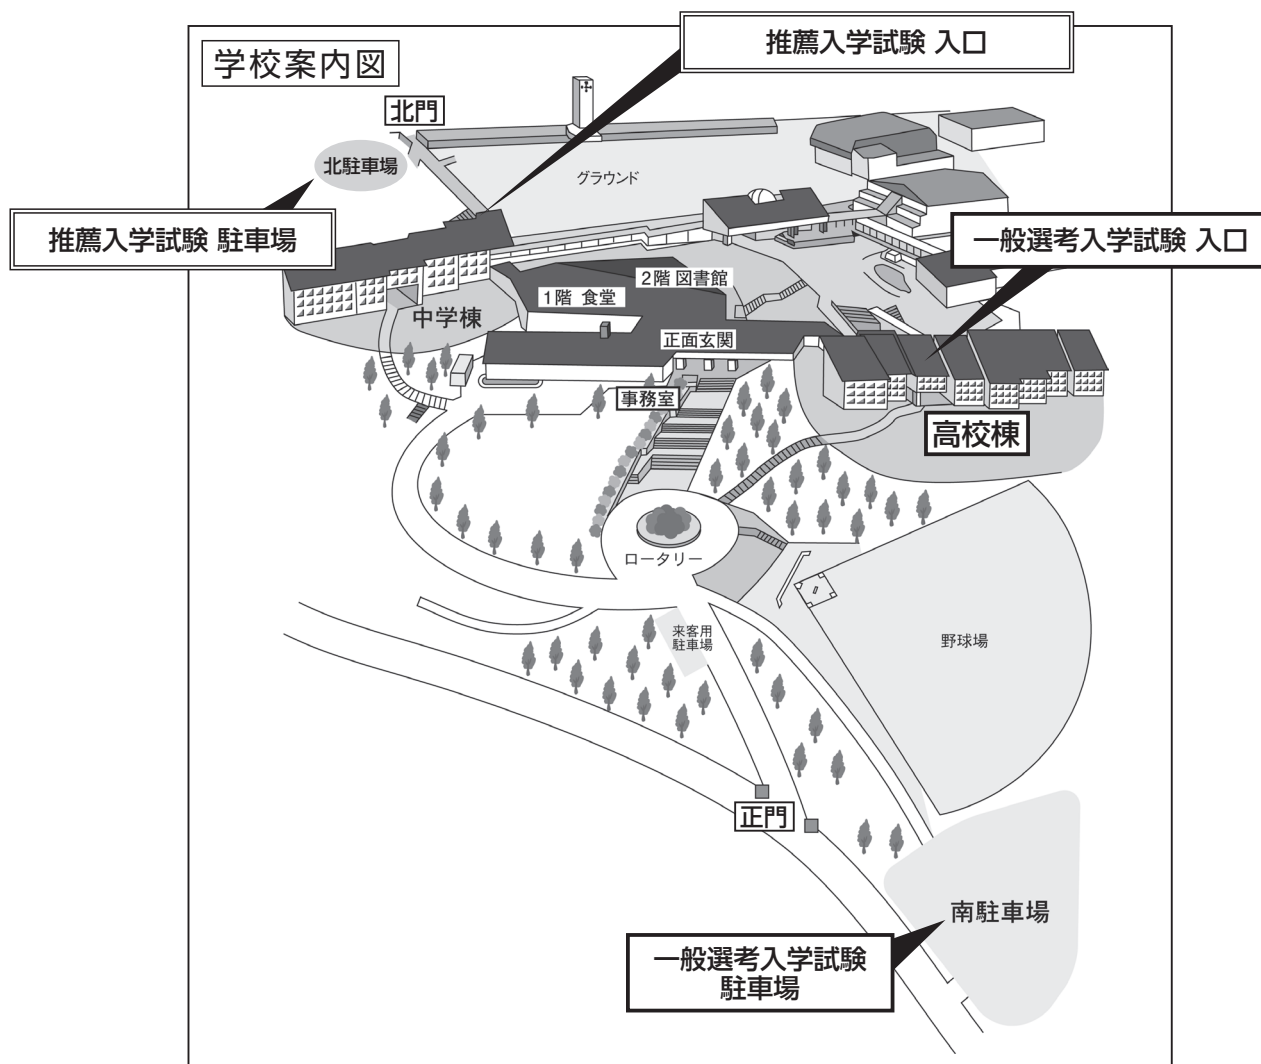 学校案内図
推薦入学試験 入口
北門
北駐車場
グラウンド
推薦入学試験 駐車場
一般選考入学試験 入口
2階 図書館
1階 食堂
中学棟
正面玄関
事務室
高校棟
ロータリー
来客用
駐車場
野球場
正門
南駐車場
一般選考入学試験
駐車場